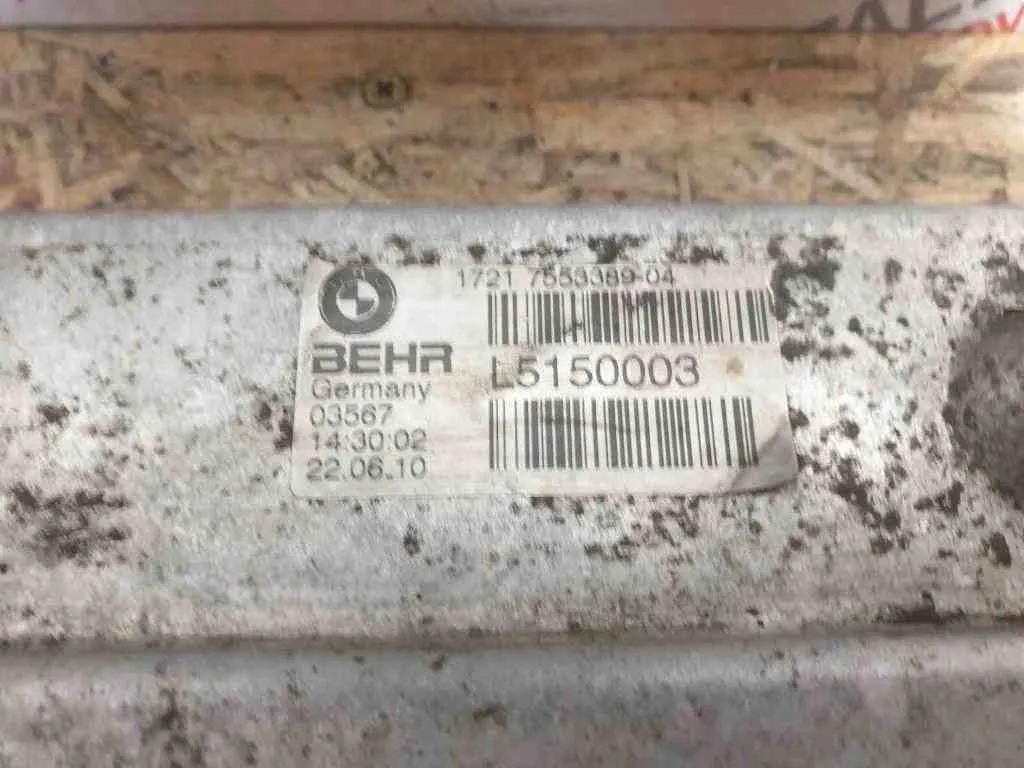 1721 7553389-04
BEHR
L5150003
Germany
03567
14:30:02
22.06.10